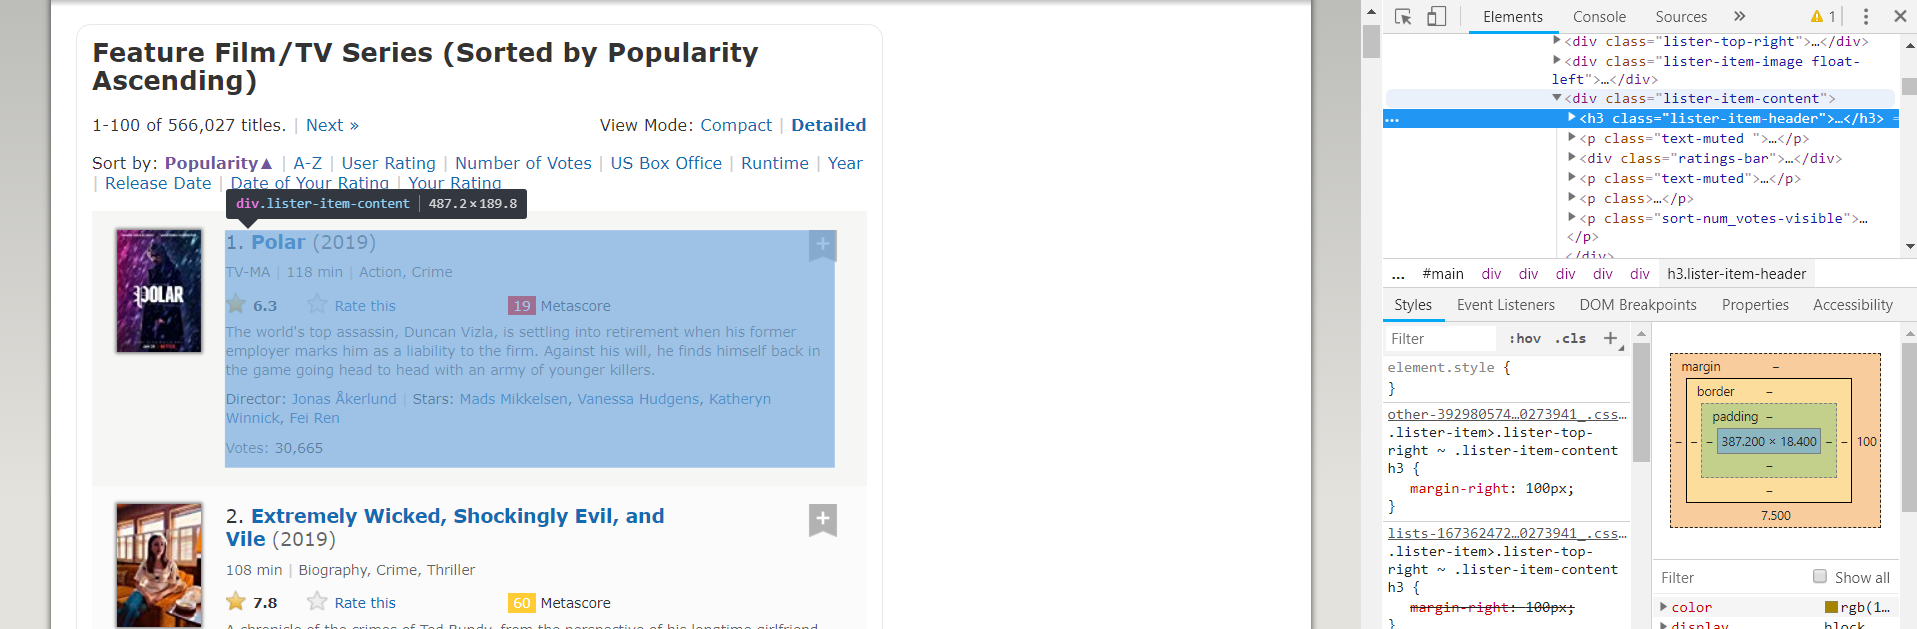 Feature Film/TV Series (Sorted by Popularity
Ascending)
1-100 of 566,027 titles. | Next »
View Mode: Compact | Detailed
Sort by: Popularity▲ | A-Z | User Rating | Number of Votes | US Box Office | Runtime | Year
| Release Date | Date of Your Rating | Your Rating
div.lister-item-content | 487.2×189.8
POLAR
1. Polar (2019)
TV-MA | 118 min | Action, Crime
6.3 Rate this 19 Metascore
The world's top assassin, Duncan Vizla, is settling into retirement when his former
employer marks him as a liability to the firm. Against his will, he finds himself back in
the game going head to head with an army of younger killers.
Director: Jonas Åkerlund | Stars: Mads Mikkelsen, Vanessa Hudgens, Katheryn
Winnick, Fei Ren
Votes: 30,665
2. Extremely Wicked, Shockingly Evil, and
Vile (2019)
108 min | Biography, Crime, Thriller
7.8 Rate this 60 Metascore
A chronicle of the crimes of Ted Bundy, from the perspective of his longtime girlfriend
Elements Console Sources » 1
<div class="lister-top-right">…</div>
<div class="lister-item-image float-
left">…</div>
<div class="lister-item-content">
… <h3 class="lister-item-header">…</h3> =
<p class="text-muted ">…</p>
<div class="ratings-bar">…</div>
<p class="text-muted">…</p>
<p class>…</p>
<p class="sort-num_votes-visible">…
</p>
</div>
... #main div div div div div h3.lister-item-header
Styles Event Listeners DOM Breakpoints Properties Accessibility
Filter :hov .cls +
element.style {
}
other-392980574…0273941_.css…
.lister-item>.lister-top-
right ~ .lister-item-content
h3 {
margin-right: 100px;
}
lists-167362472…0273941_.css…
.lister-item>.lister-top-
right ~ .lister-item-content
h3 {
margin-right: 100px;
}
margin –
border –
padding –
– – – 387.200 × 18.400 – – 100
–
–
7.500
Filter Show all
color rgb(1…
display block